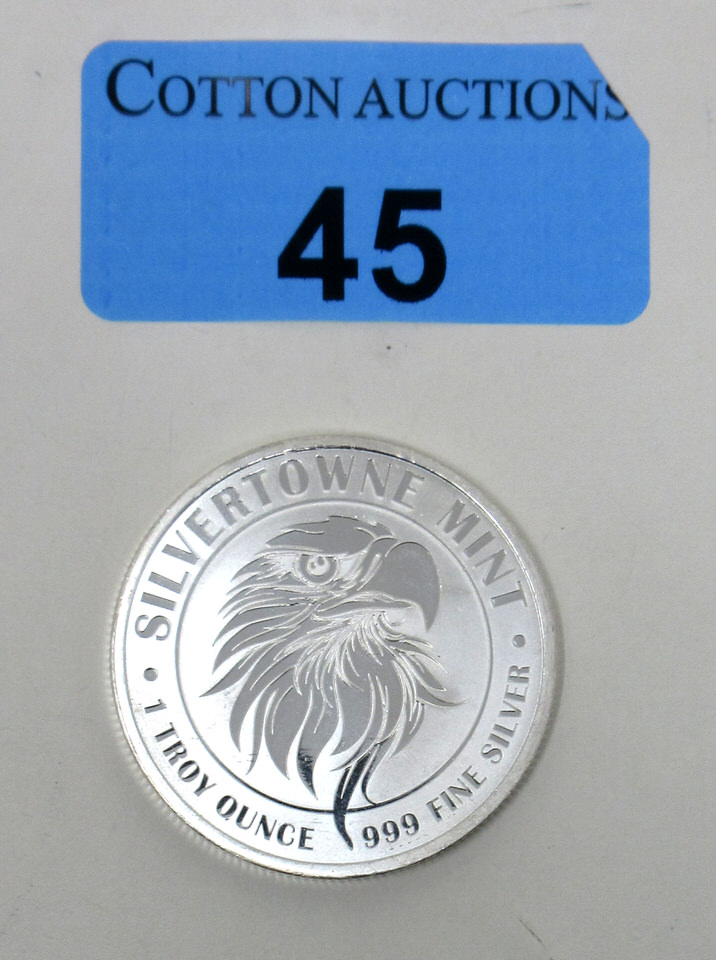 COTTON AUCTIONS
45
SILVERTOWNE MINT
1 TROY OUNCE
999 FINE SILVER